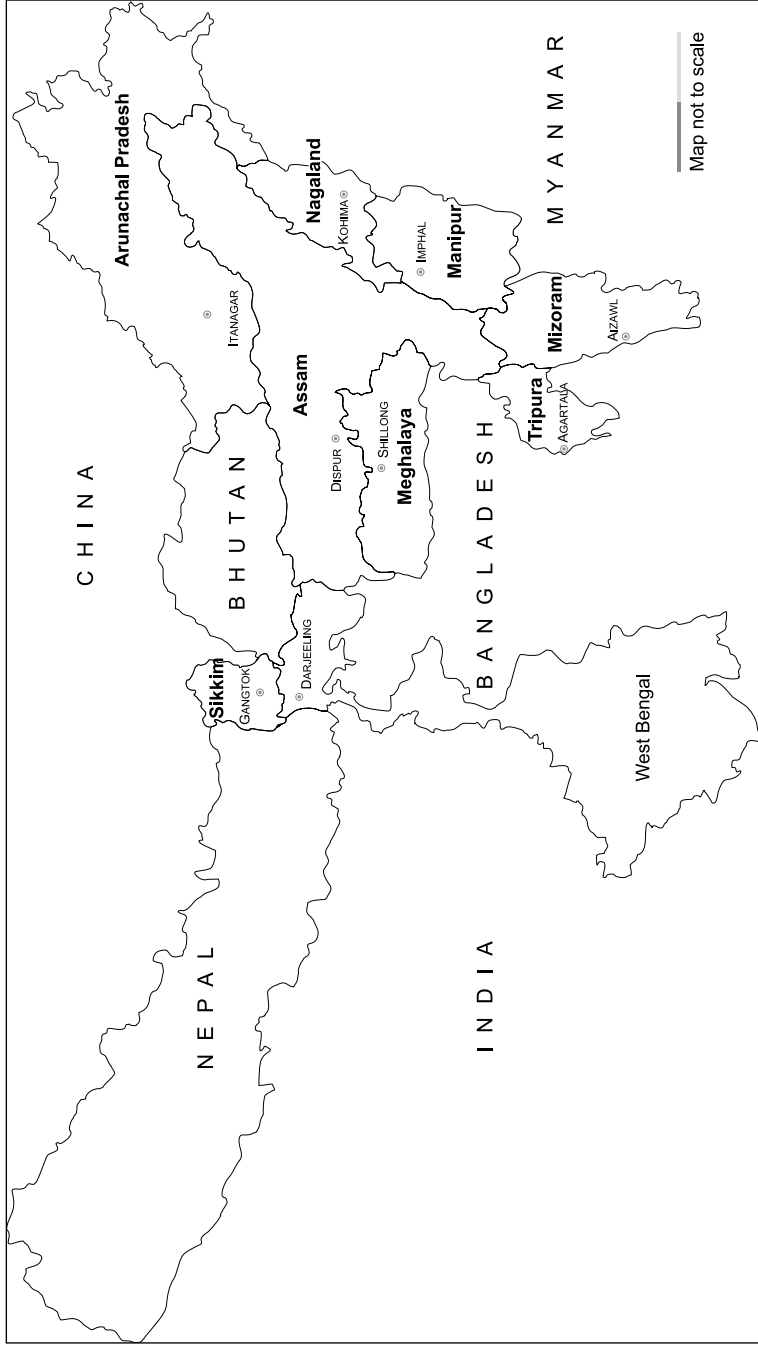 CHINA
Arunachal Pradesh
ITANAGAR
NEPAL
Sikkim
GANGTOK
BHUTAN
DARJEELING
Assam
DISPUR
Nagaland
KOHIMA
SHILLONG
Meghalaya
IMPHAL
Manipur
INDIA
BANGLADESH
Tripura
AGARTALA
Mizoram
AIZAWL
MYANMAR
West Bengal
Map not to scale